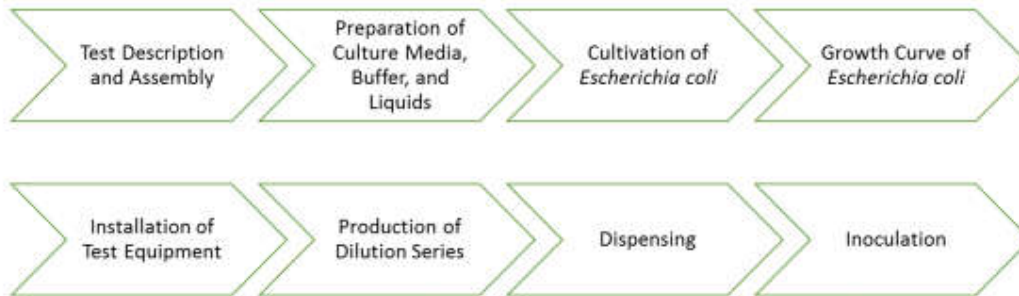 Test Description
and Assembly
Preparation of
Culture Media,
Buffer, and
Liquids
Cultivation of
Escherichia coli
Growth Curve of
Escherichia coli
Installation of
Test Equipment
Production of
Dilution Series
Dispensing
Inoculation